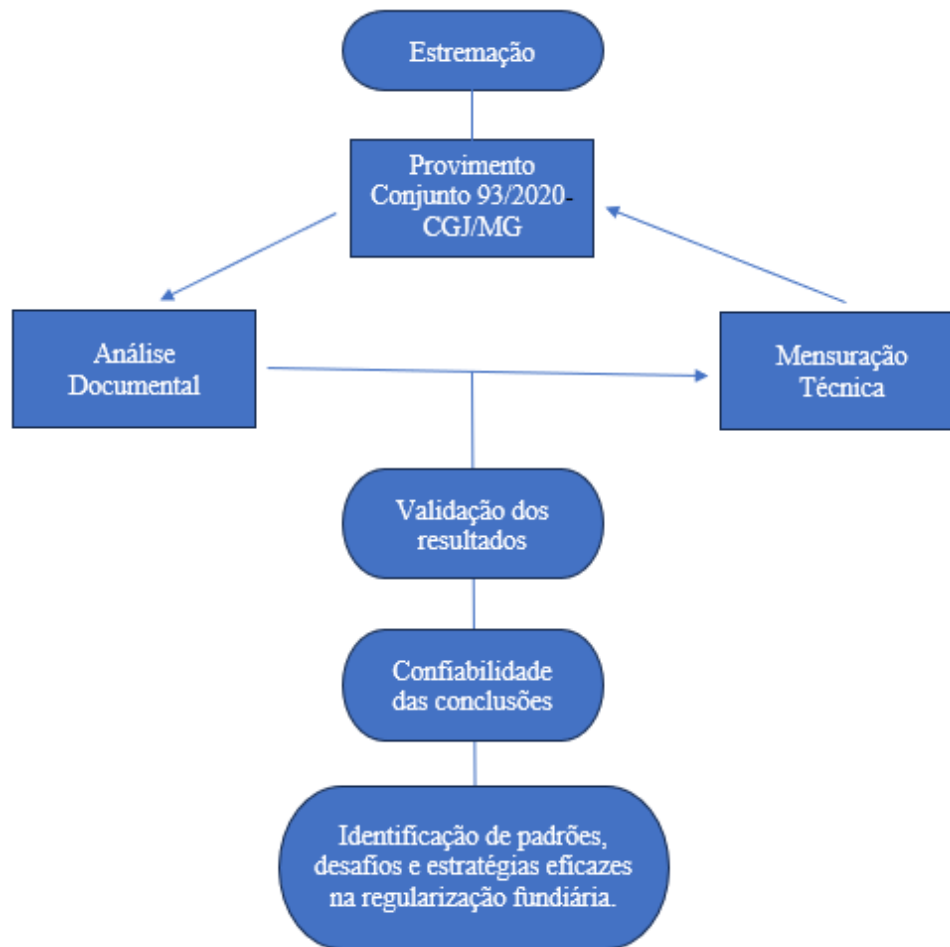 Estremação
Provimento
Conjunto 93/2020-
CGJ/MG
Análise
Documental
Mensuração
Técnica
Validação dos
resultados
Confiabilidade
das conclusões
Identificação de padrões,
desafios e estratégias eficazes
na regularização fundiária.